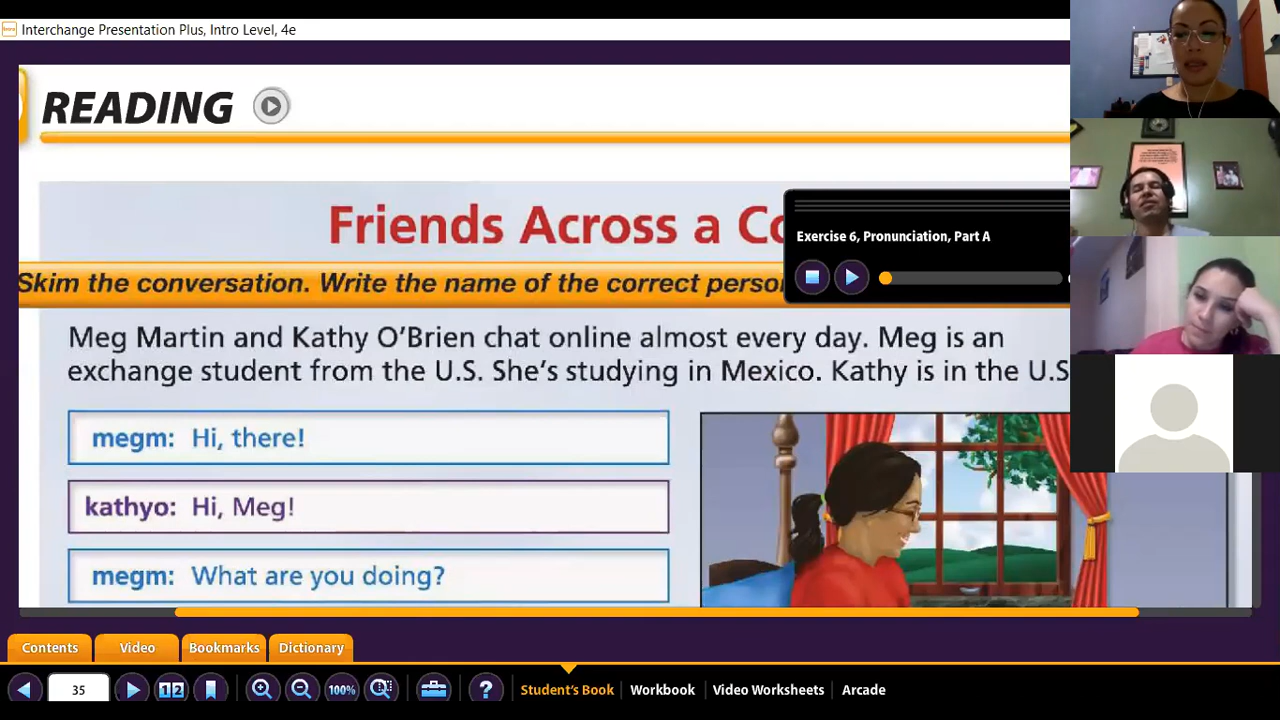 Interchange Presentation Plus, Intro Level, 4e
READING
Friends Across a Co
Exercise 6, Pronunciation, Part A
Skim the conversation. Write the name of the correct perso
Meg Martin and Kathy O'Brien chat online almost every day. Meg is an
exchange student from the U.S. She's studying in Mexico. Kathy is in the U.S
megm: Hi, there!
kathyo: Hi, Meg!
megm: What are you doing?
Contents Video Bookmarks Dictionary
35 12 100% ? Student's Book Workbook Video Worksheets Arcade